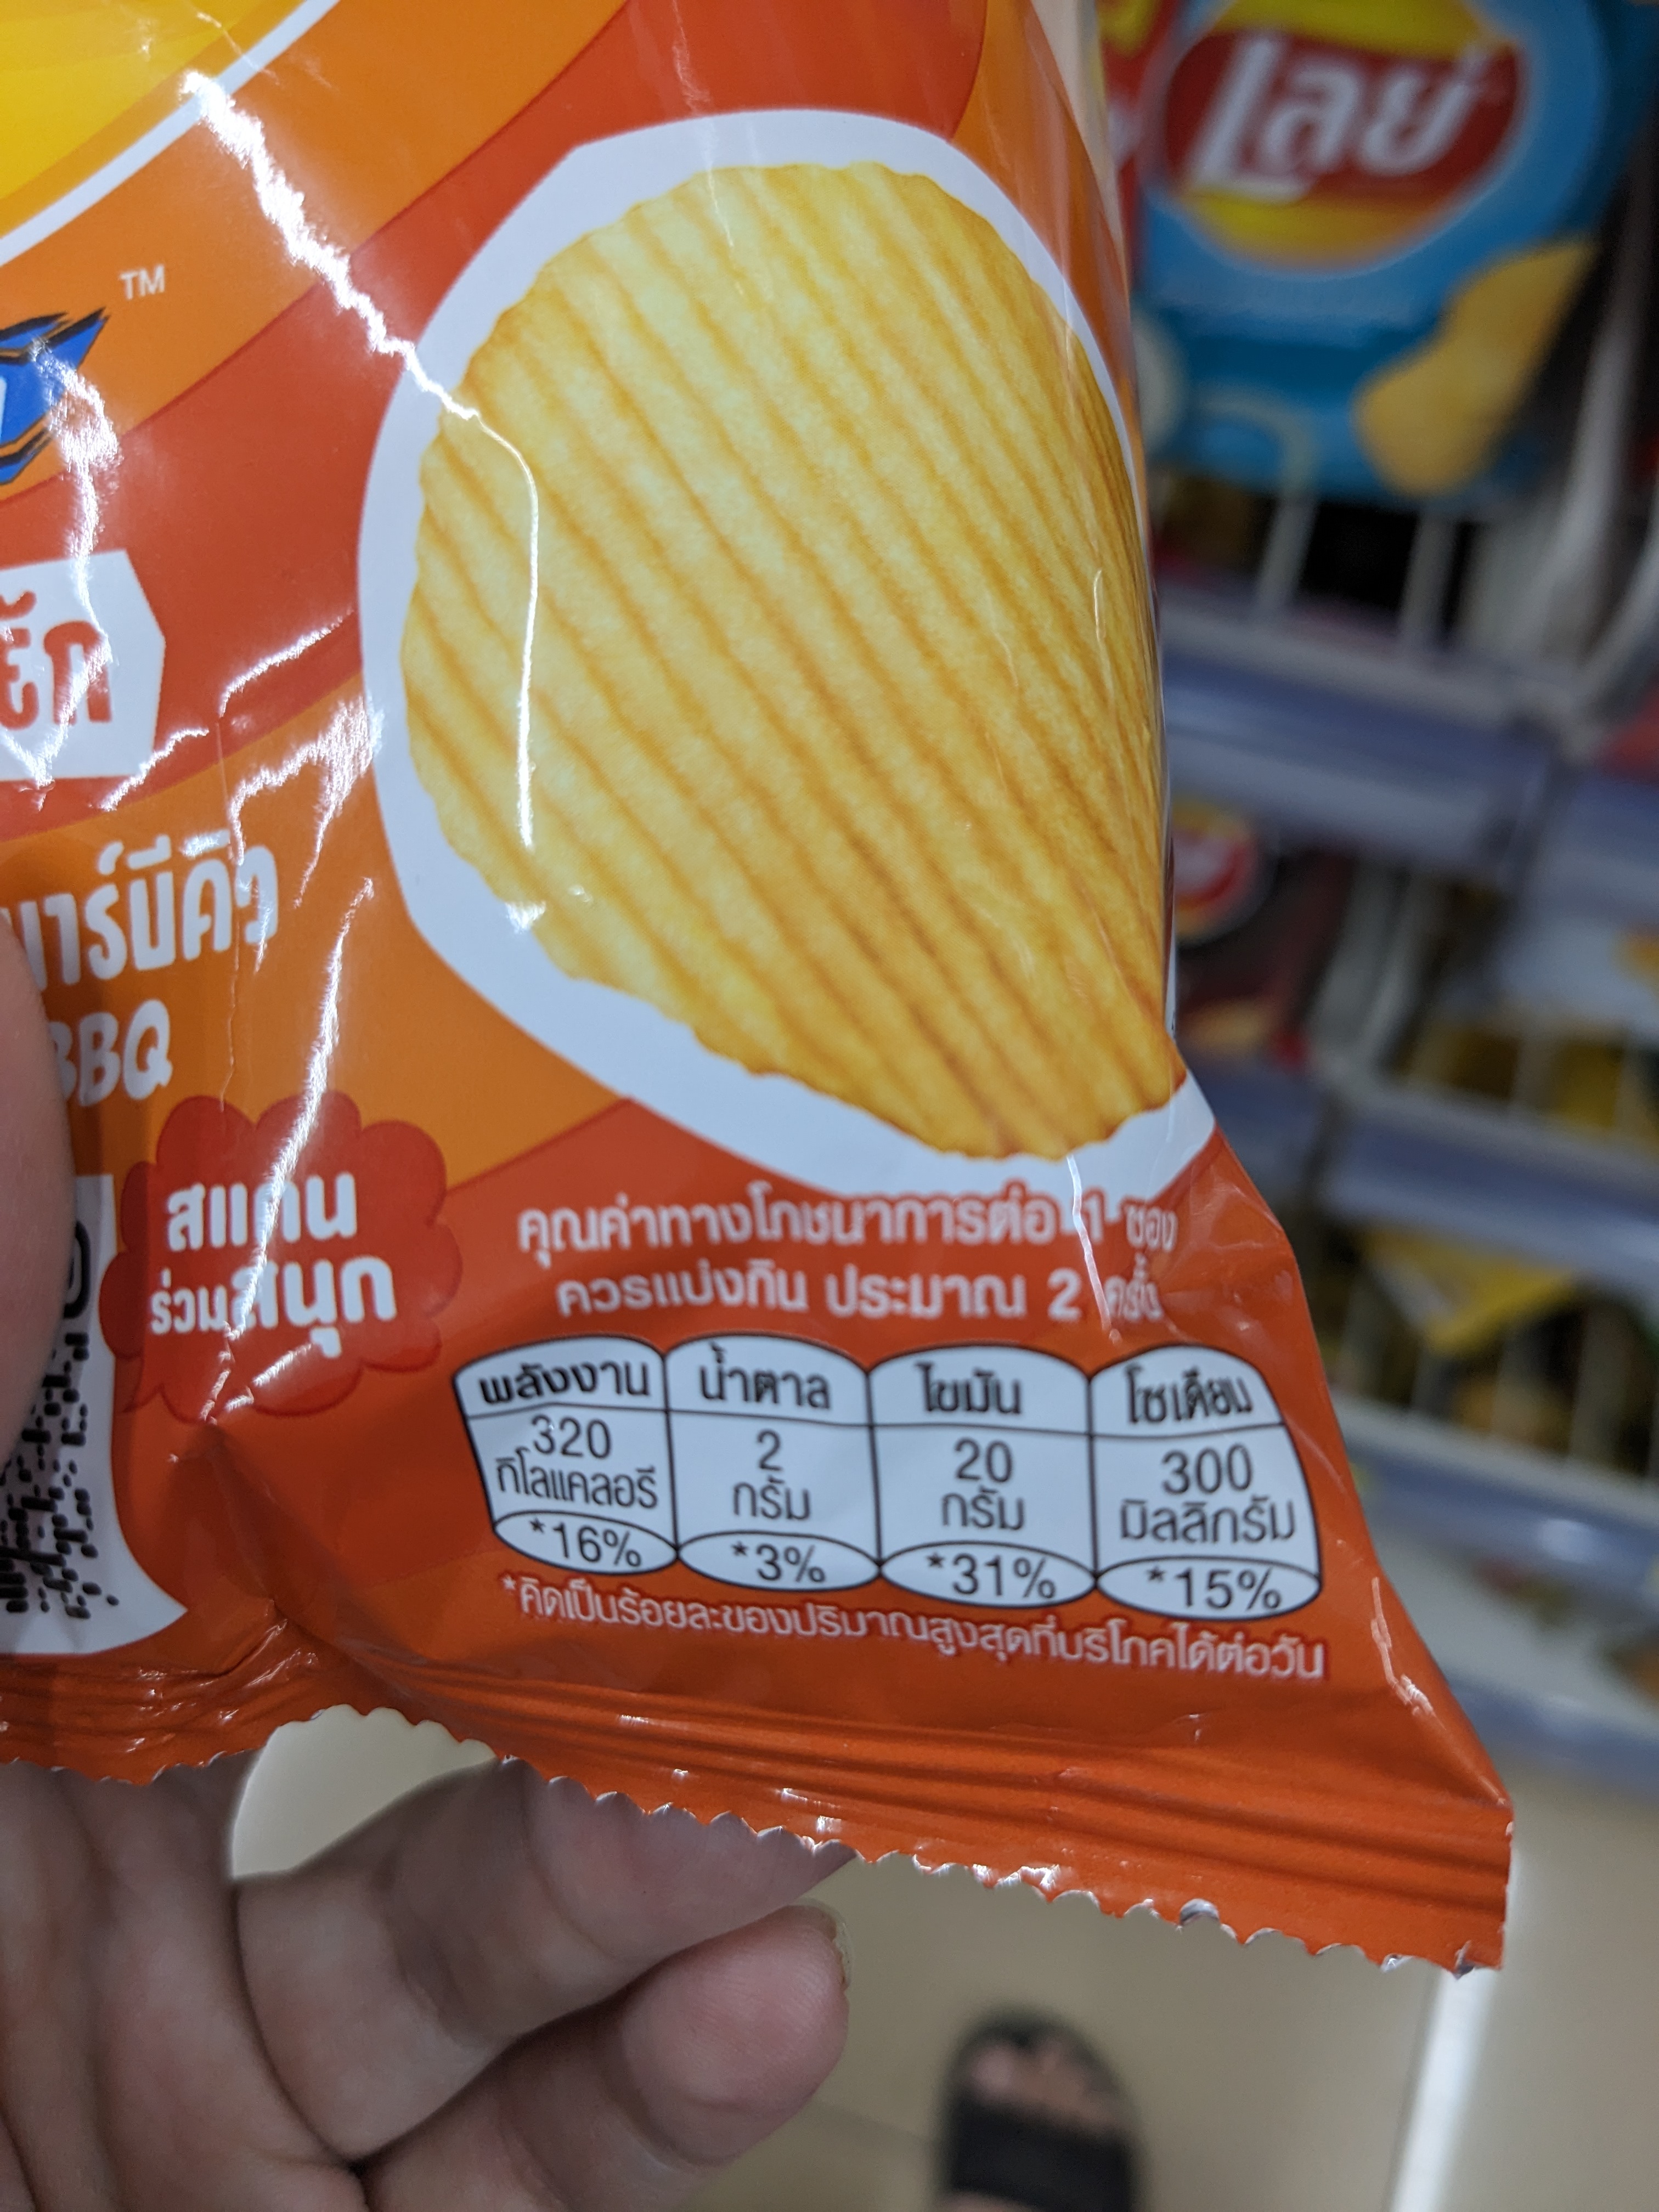 เลย์
TM
บาร์บีคิว
BBQ
สแกน
ร่วมสนุก
คุณค่าทางโภชนาการต่อ 1 ซอง
ควรแบ่งกิน ประมาณ 2 ครั้ง
พลังงาน น้ำตาล ไขมัน โซเดียม
320 2 20 300
กิโลแคลอรี กรัม กรัม มิลลิกรัม
*16% *3% *31% *15%
*คิดเป็นร้อยละของปริมาณสูงสุดที่บริโภคได้ต่อวัน